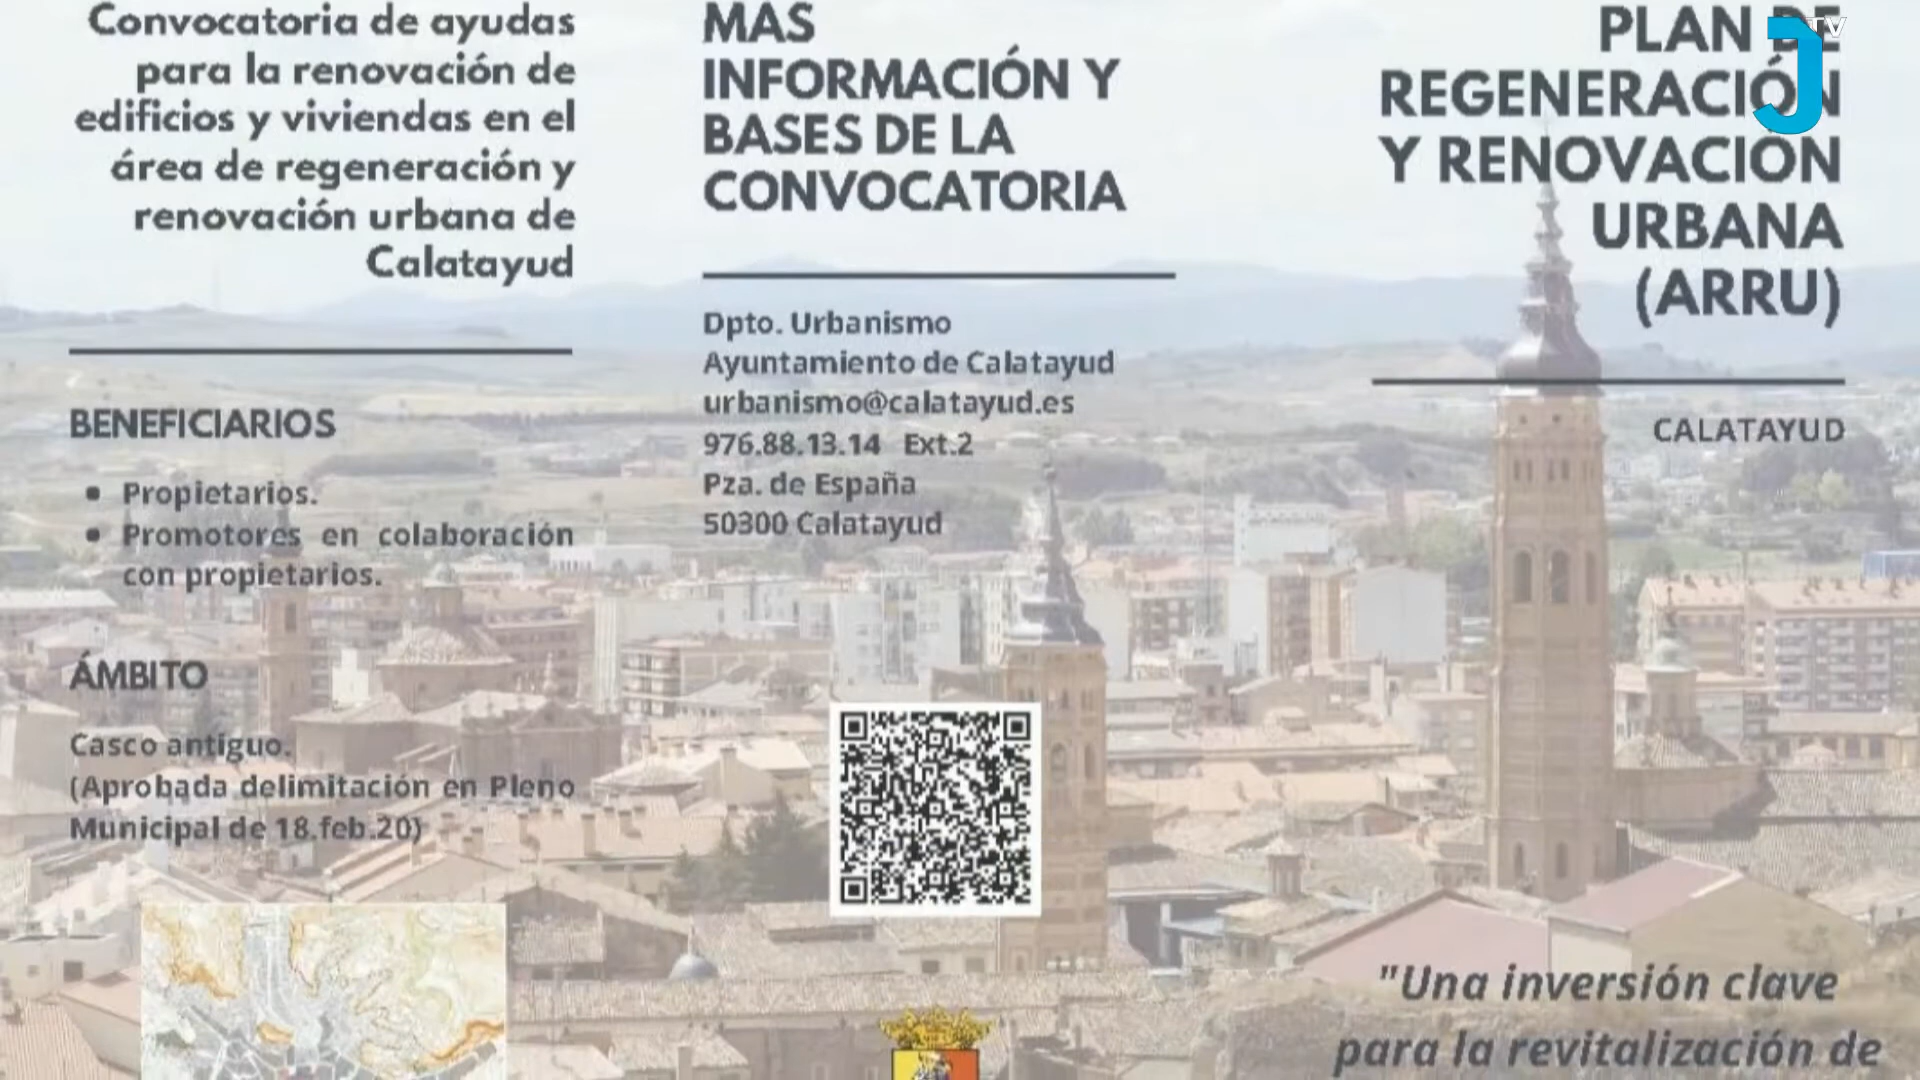 Convocatoria de ayudas
para la renovación de
edificios y viviendas en el
área de regeneración y
renovación urbana de
Calatayud
BENEFICIARIOS
Propietarios.
Promotores en colaboración
con propietarios.
ÁMBITO
Casco antiguo.
(Aprobada delimitación en Pleno
Municipal de 18.feb.20)
MAS
INFORMACIÓN Y
BASES DE LA
CONVOCATORIA
Dpto. Urbanismo
Ayuntamiento de Calatayud
urbanismo@calatayud.es
976.88.13.14 Ext.2
Pza. de España
50300 Calatayud
PLAN DE
REGENERACIÓN
Y RENOVACIÓN
URBANA
(ARRU)
CALATAYUD
"Una inversión clave
para la revitalización de
J TV